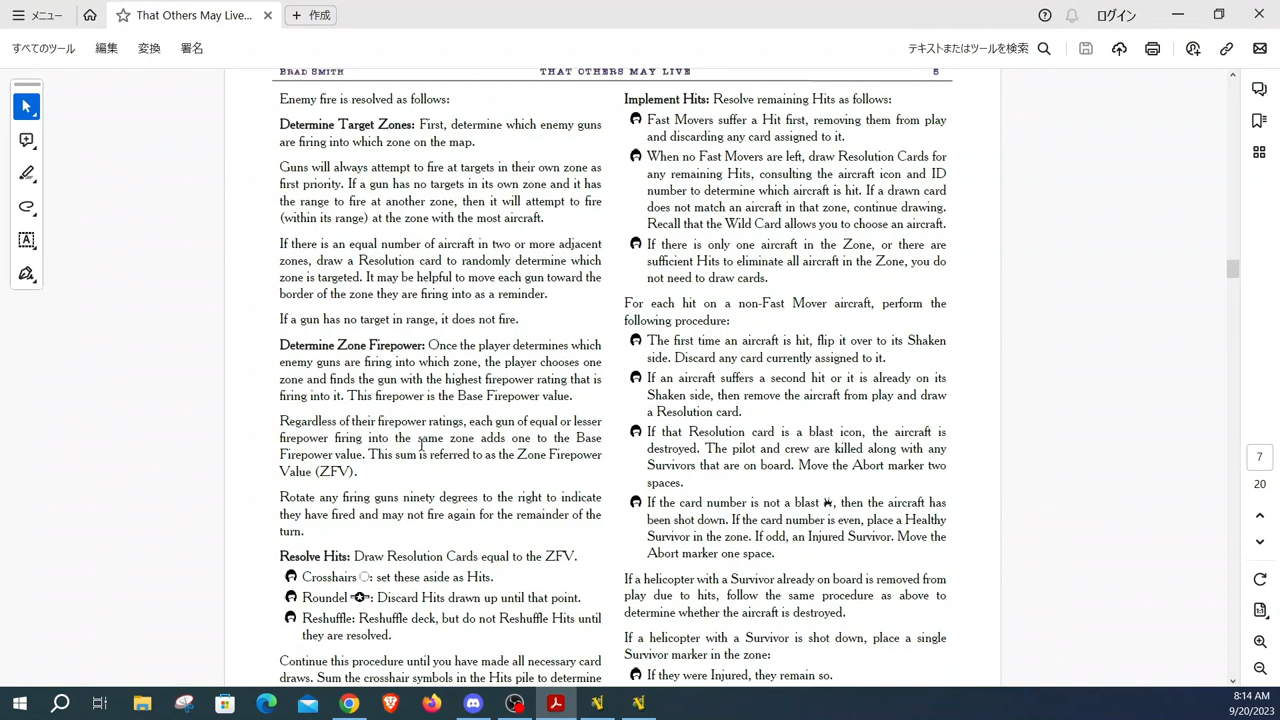 メニュー
That Others May Live...
作成
ログイン
すべてのツール
編集
変換
署名
テキストまたはツールを検索
BRAD SMITH THAT OTHERS MAY LIVE 5
Enemy fire is resolved as follows:
Determine Target Zones: First, determine which enemy guns
are firing into which zone on the map.
Guns will always attempt to fire at targets in their own zone as
first priority. If a gun has no targets in its own zone and it has
the range to fire at another zone, then it will attempt to fire
(within its range) at the zone with the most aircraft.
If there is an equal number of aircraft in two or more adjacent
zones, draw a Resolution card to randomly determine which
zone is targeted. It may be helpful to move each gun toward the
border of the zone they are firing into as a reminder.
If a gun has no target in range, it does not fire.
Determine Zone Firepower: Once the player determines which
enemy guns are firing into which zone, the player chooses one
zone and finds the gun with the highest firepower rating that is
firing into it. This firepower is the Base Firepower value.
Regardless of their firepower ratings, each gun of equal or lesser
firepower firing into the same zone adds one to the Base
Firepower value. This sum is referred to as the Zone Firepower
Value (ZFV).
Rotate any firing guns ninety degrees to the right to indicate
they have fired and may not fire again for the remainder of the
turn.
Resolve Hits: Draw Resolution Cards equal to the ZFV.
Crosshairs : set these aside as Hits.
Roundel : Discard Hits drawn up until that point.
Reshuffle: Reshuffle deck, but do not Reshuffle Hits until
they are resolved.
Continue this procedure until you have made all necessary card
draws. Sum the crosshair symbols in the Hits pile to determine
Implement Hits: Resolve remaining Hits as follows:
Fast Movers suffer a Hit first, removing them from play
and discarding any card assigned to it.
When no Fast Movers are left, draw Resolution Cards for
any remaining Hits, consulting the aircraft icon and ID
number to determine which aircraft is hit. If a drawn card
does not match an aircraft in that zone, continue drawing.
Recall that the Wild Card allows you to choose an aircraft.
If there is only one aircraft in the Zone, or there are
sufficient Hits to eliminate all aircraft in the Zone, you do
not need to draw cards.
For each hit on a non-Fast Mover aircraft, perform the
following procedure:
The first time an aircraft is hit, flip it over to its Shaken
side. Discard any card currently assigned to it.
If an aircraft suffers a second hit or it is already on its
Shaken side, then remove the aircraft from play and draw
a Resolution card.
If that Resolution card is a blast icon, the aircraft is
destroyed. The pilot and crew are killed along with any
Survivors that are on board. Move the Abort marker two
spaces.
If the card number is not a blast , then the aircraft has
been shot down. If the card number is even, place a Healthy
Survivor in the zone. If odd, an Injured Survivor. Move the
Abort marker one space.
If a helicopter with a Survivor already on board is removed from
play due to hits, follow the same procedure as above to
determine whether the aircraft is destroyed.
If a helicopter with a Survivor is shot down, place a single
Survivor marker in the zone:
If they were Injured, they remain so.
7
20
8:14 AM
9/20/2023